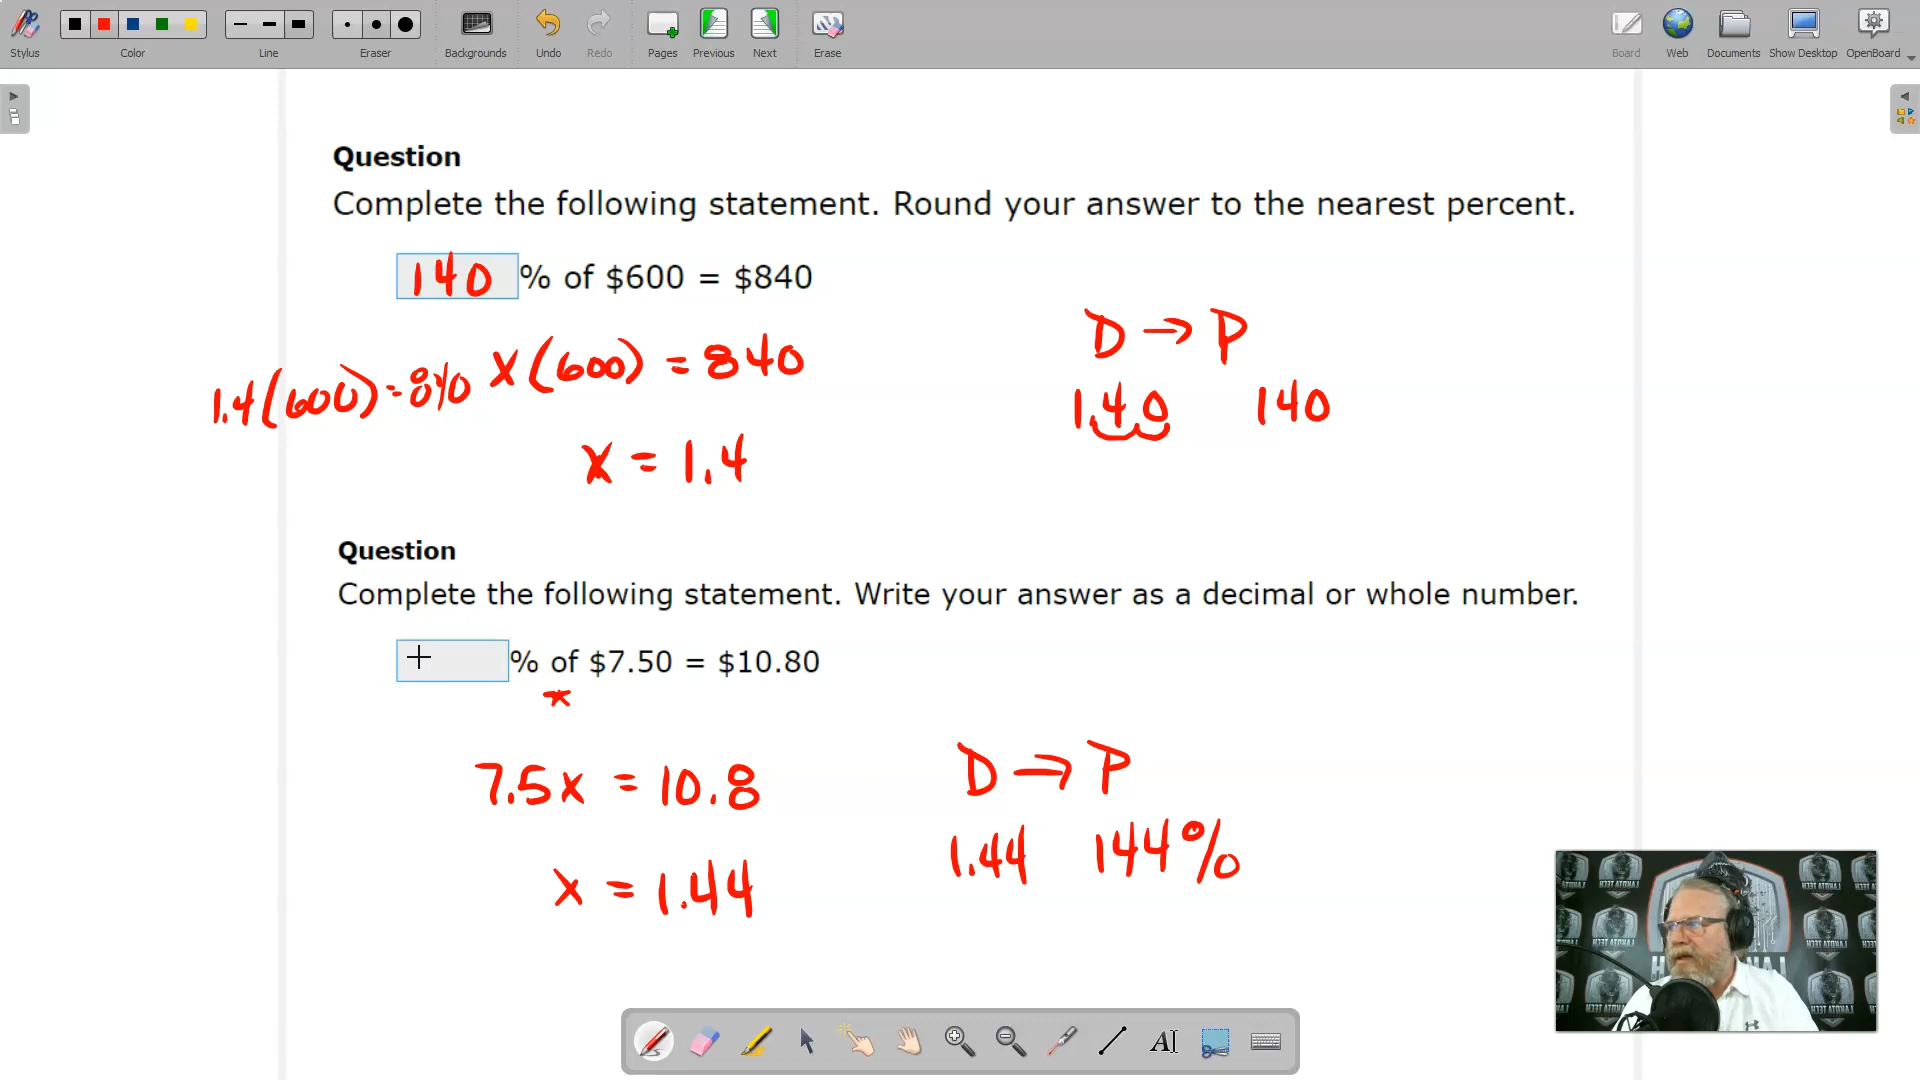 Stylus
Color
Line
Eraser
Backgrounds
Undo
Redo
Pages
Previous
Next
Erase
Board
Web
Documents
Show Desktop
OpenBoard
Question
Complete the following statement. Round your answer to the nearest percent.
140 % of $600 = $840
D → P
x (600) = 840
1.4 (600) = 840
1.40 140
x = 1.4
Question
Complete the following statement. Write your answer as a decimal or whole number.
% of $7.50 = $10.80
*
7.5x = 10.8
D → P
1.44 144%
x = 1.44
LAKOTA TECH